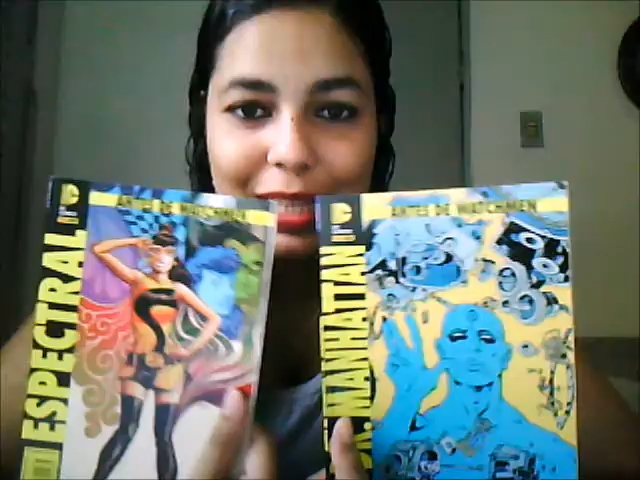 ANTES DE WATCHMEN
ESPECTRAL
ANTES DE WATCHMEN
DR. MANHATTAN